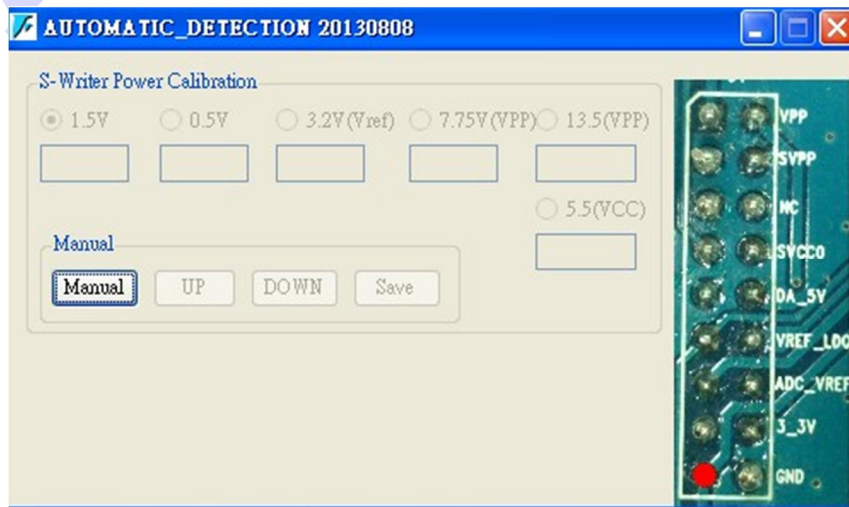 AUTOMATIC_DETECTION 20130808
S-Writer Power Calibration
1.5V 0.5V 3.2V(Vref) 7.75V(VPP) 13.5(VPP)
5.5(VCC)
Manual
Manual UP DOWN Save
VPP
SVPP
NC
SVCC0
DA_5V
VREF_LDO
ADC_VREF
3_3V
GND